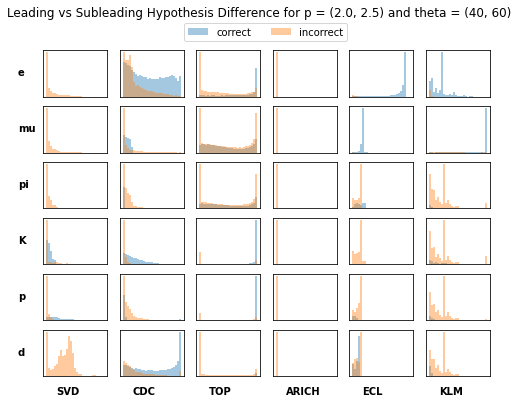 Leading vs Subleading Hypothesis Difference for p = (2.0, 2.5) and theta = (40, 60)
correct incorrect
e
mu
pi
K
p
d
SVD CDC TOP ARICH ECL KLM